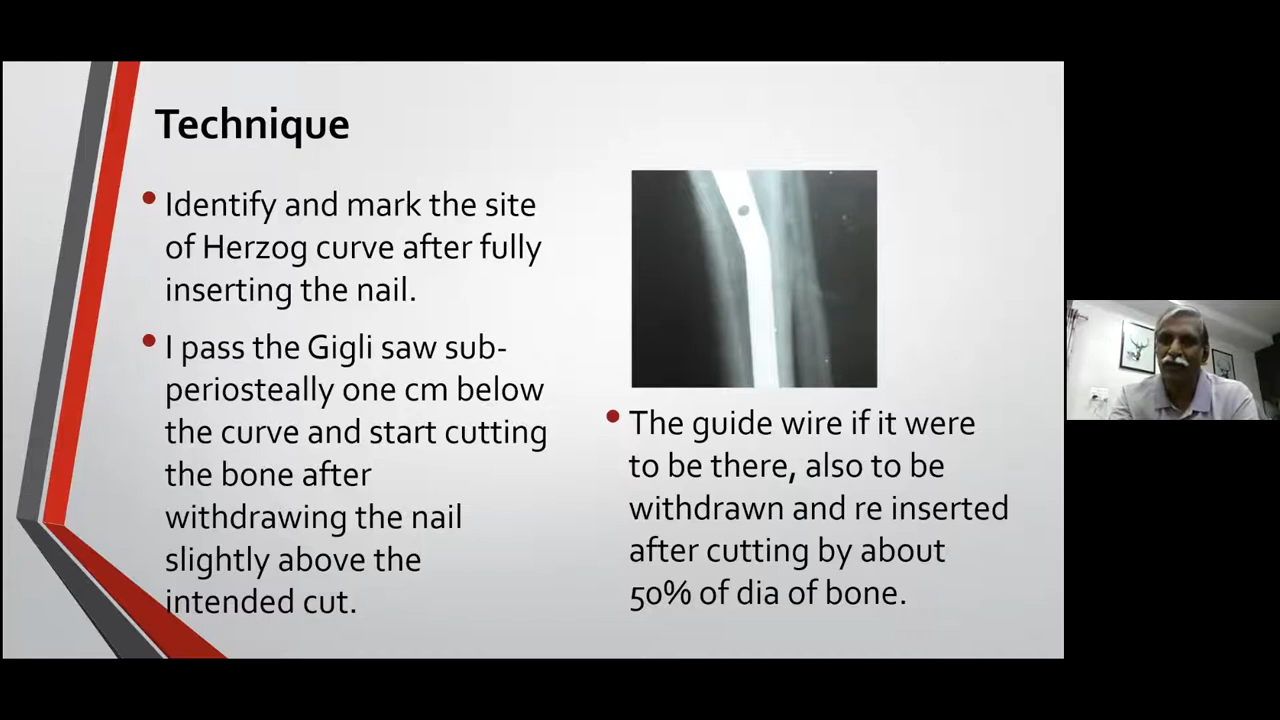 Technique
Identify and mark the site
of Herzog curve after fully
inserting the nail.
I pass the Gigli saw sub-
periosteally one cm below
the curve and start cutting
the bone after
withdrawing the nail
slightly above the
intended cut.
The guide wire if it were
to be there, also to be
withdrawn and re inserted
after cutting by about
50% of dia of bone.